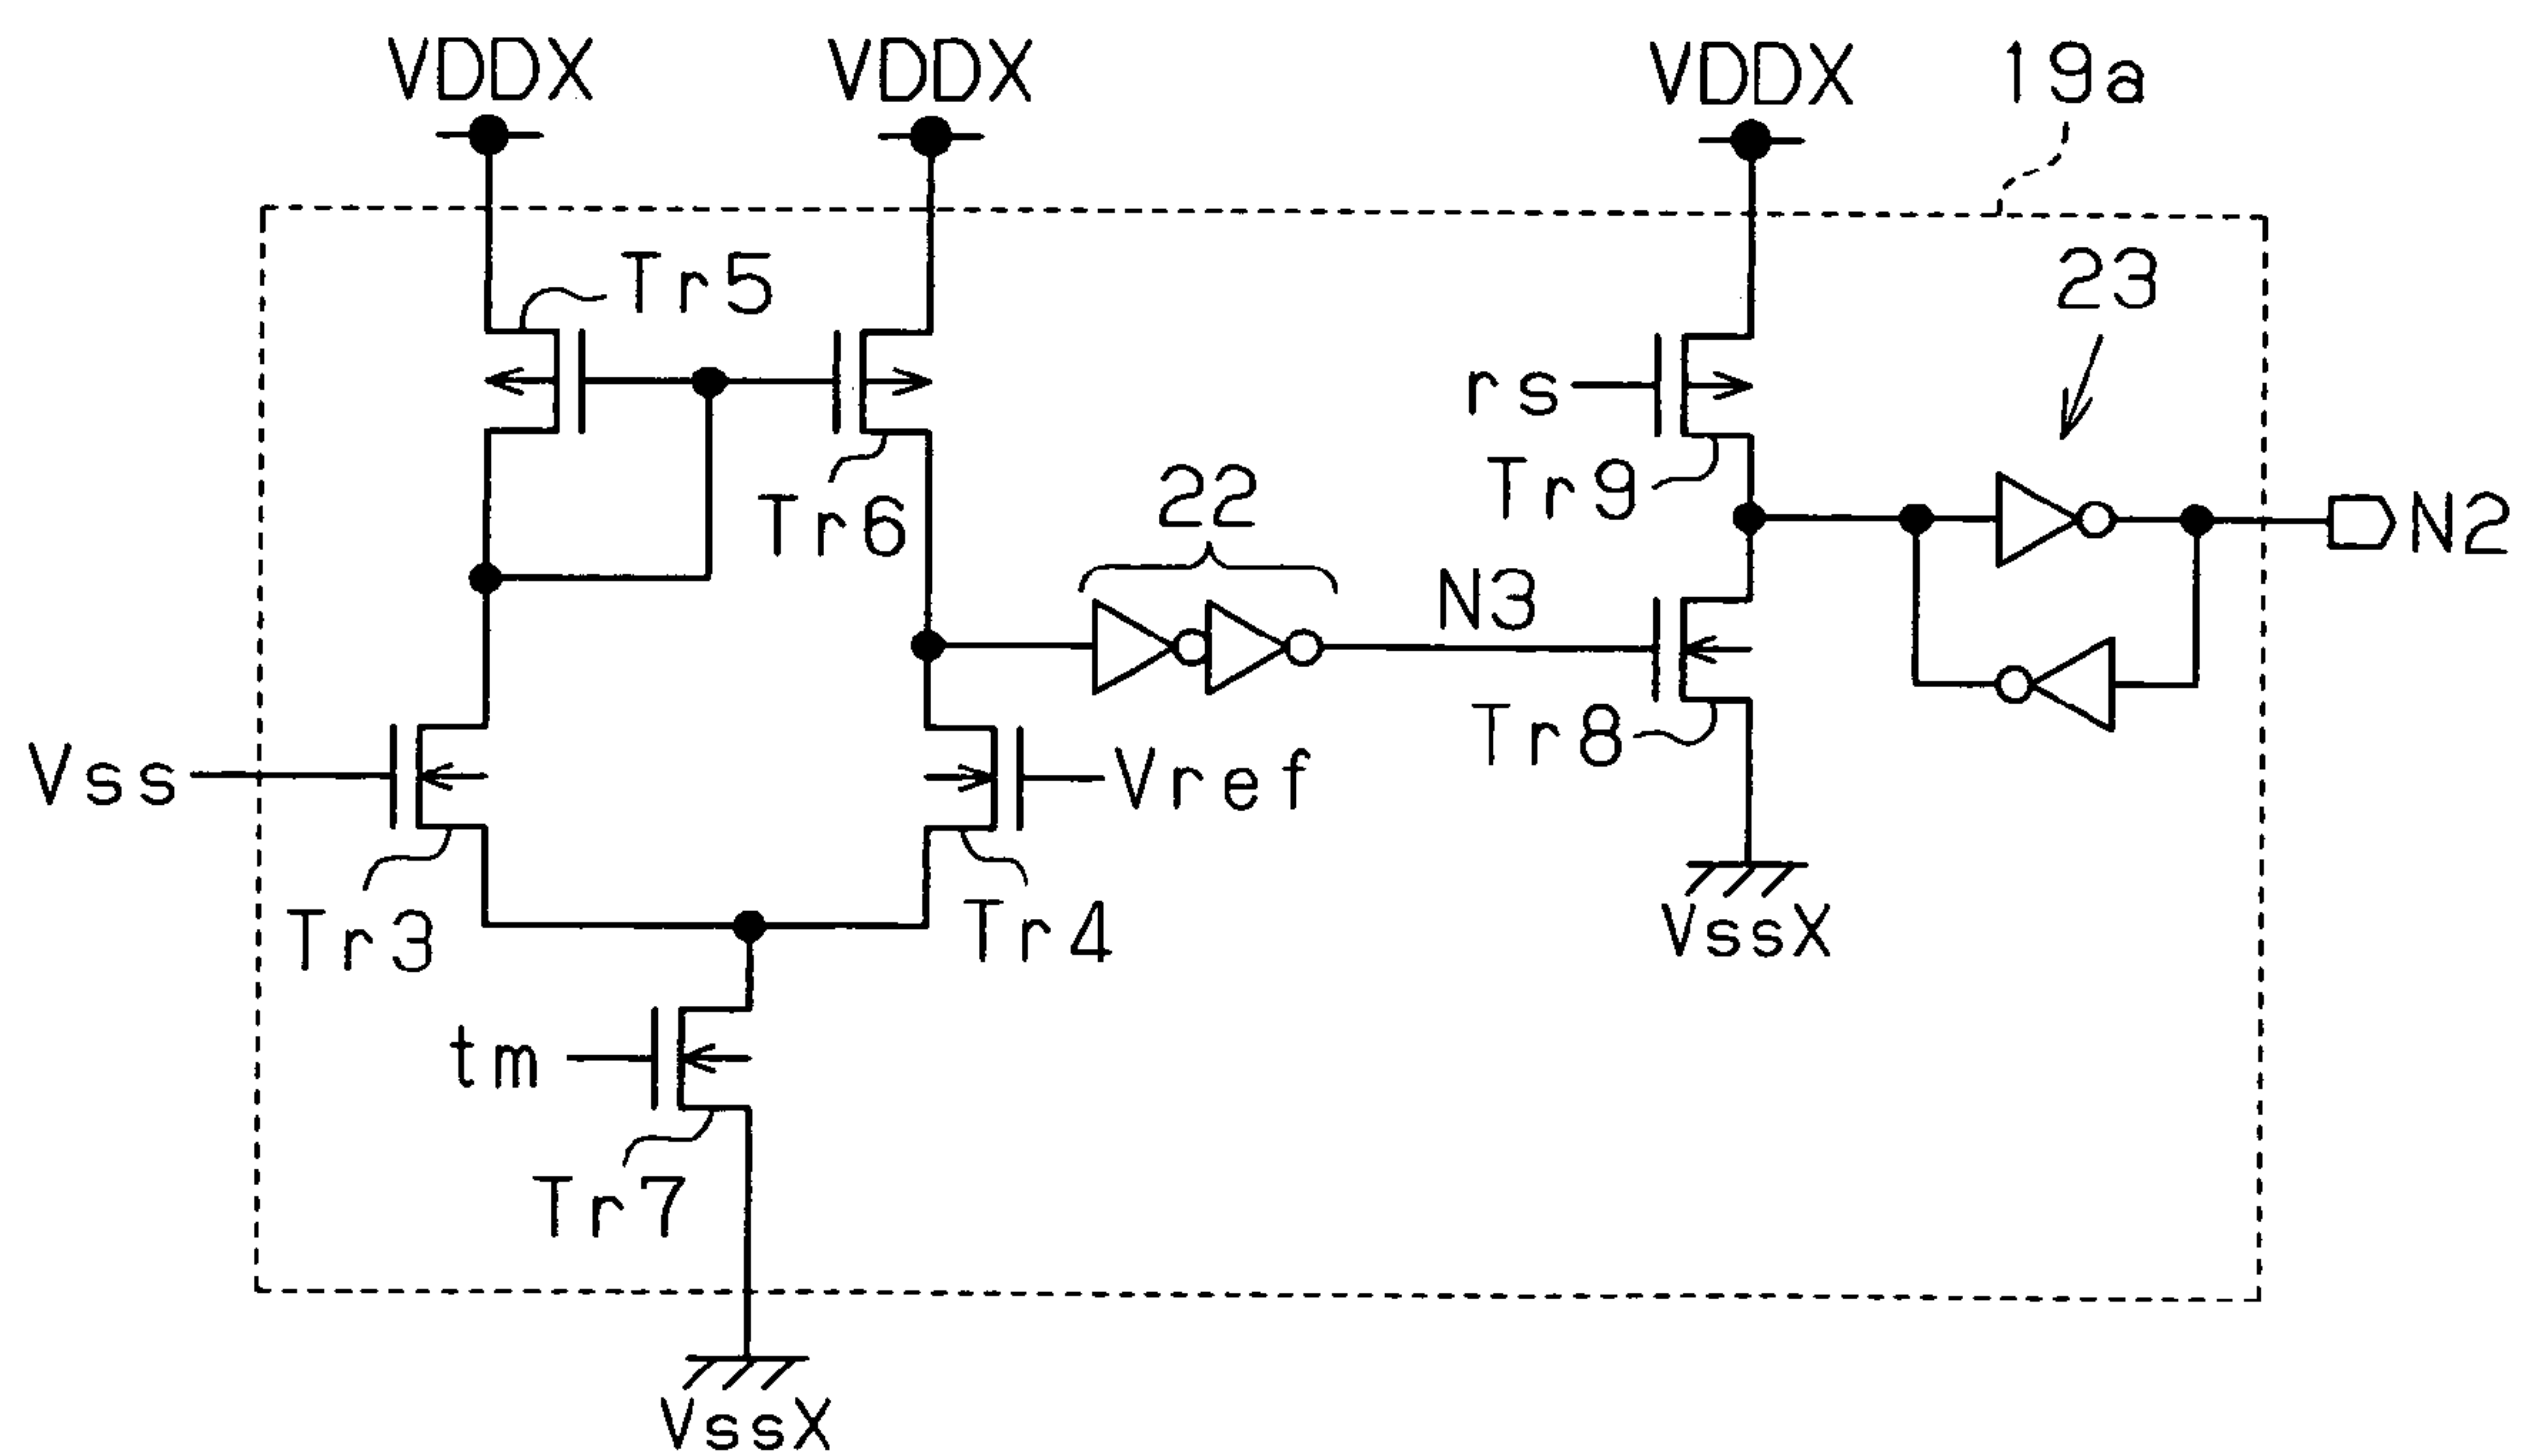 VDDX VDDX VDDX 19a
Tr5 23
rs
Tr9
Tr6 22 N2
N3
Vss Vref Tr8
Tr3 Tr4 VssX
tm
Tr7
VssX